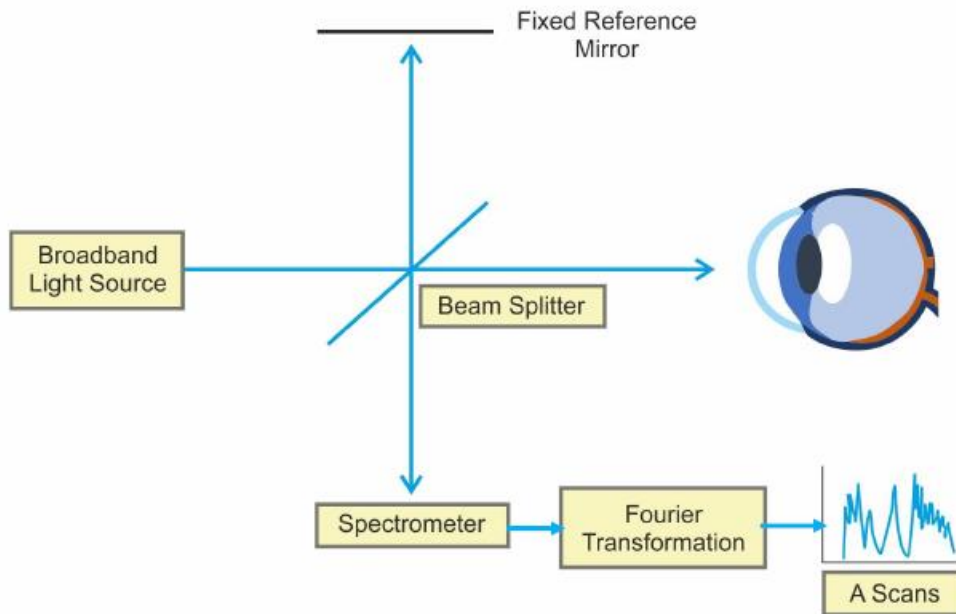 Fixed Reference
Mirror
Broadband
Light Source
Beam Splitter
Spectrometer
Fourier
Transformation
A Scans